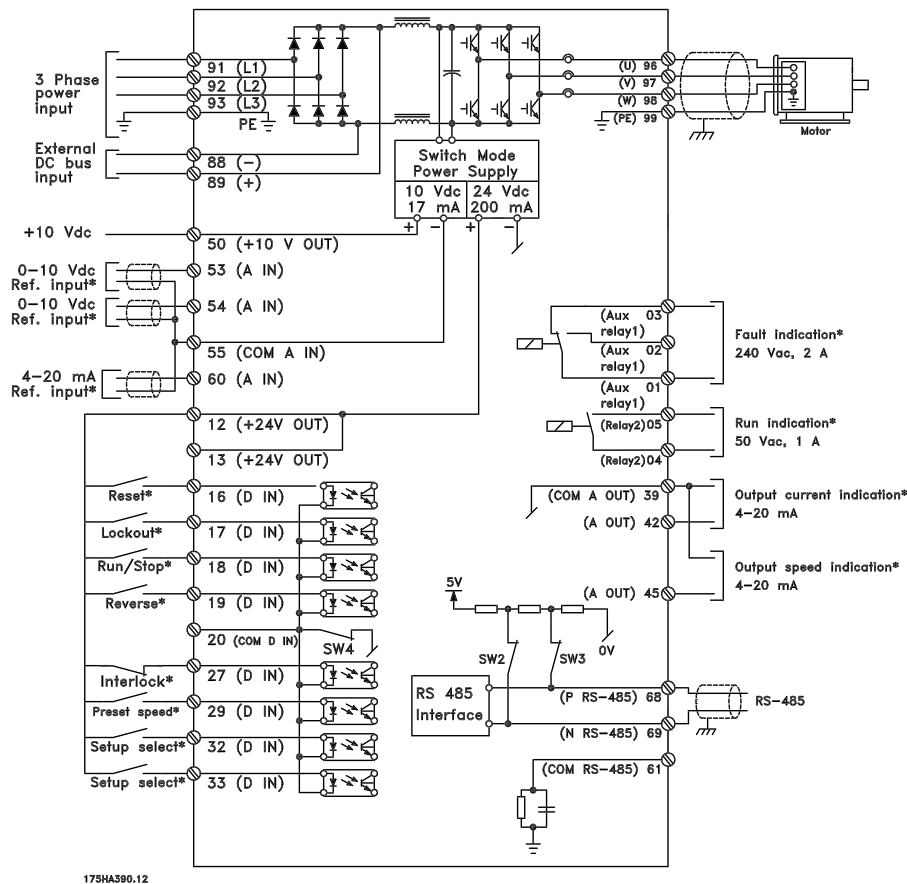 3 Phase
power
input
91 (L1)
92 (L2)
93 (L3)
PE
External
DC bus
input
88 (−)
89 (+)
Switch Mode
Power Supply
10 Vdc
17 mA
24 Vdc
200 mA
+ − + −
(U) 96
(V) 97
(W) 98
(PE) 99
Motor
+10 Vdc
50 (+10 V OUT)
0−10 Vdc
Ref. input*
53 (A IN)
0−10 Vdc
Ref. input*
54 (A IN)
55 (COM A IN)
4−20 mA
Ref. input*
60 (A IN)
12 (+24V OUT)
13 (+24V OUT)
Reset*
16 (D IN)
Lockout*
17 (D IN)
Run/Stop*
18 (D IN)
Reverse*
19 (D IN)
20 (COM D IN)
SW4
Interlock*
27 (D IN)
Preset speed*
29 (D IN)
Setup select*
32 (D IN)
Setup select*
33 (D IN)
(Aux 03
relay1)
(Aux 02
relay1)
(Aux 01
relay1)
Fault indication*
240 Vac, 2 A
(Relay2)05
(Relay2)04
Run indication*
50 Vac, 1 A
(COM A OUT) 39
(A OUT) 42
Output current indication*
4−20 mA
(A OUT) 45
Output speed indication*
4−20 mA
5V
0V
SW2
SW3
RS 485
Interface
(P RS−485) 68
(N RS−485) 69
RS−485
(COM RS−485) 61
175HA390.12